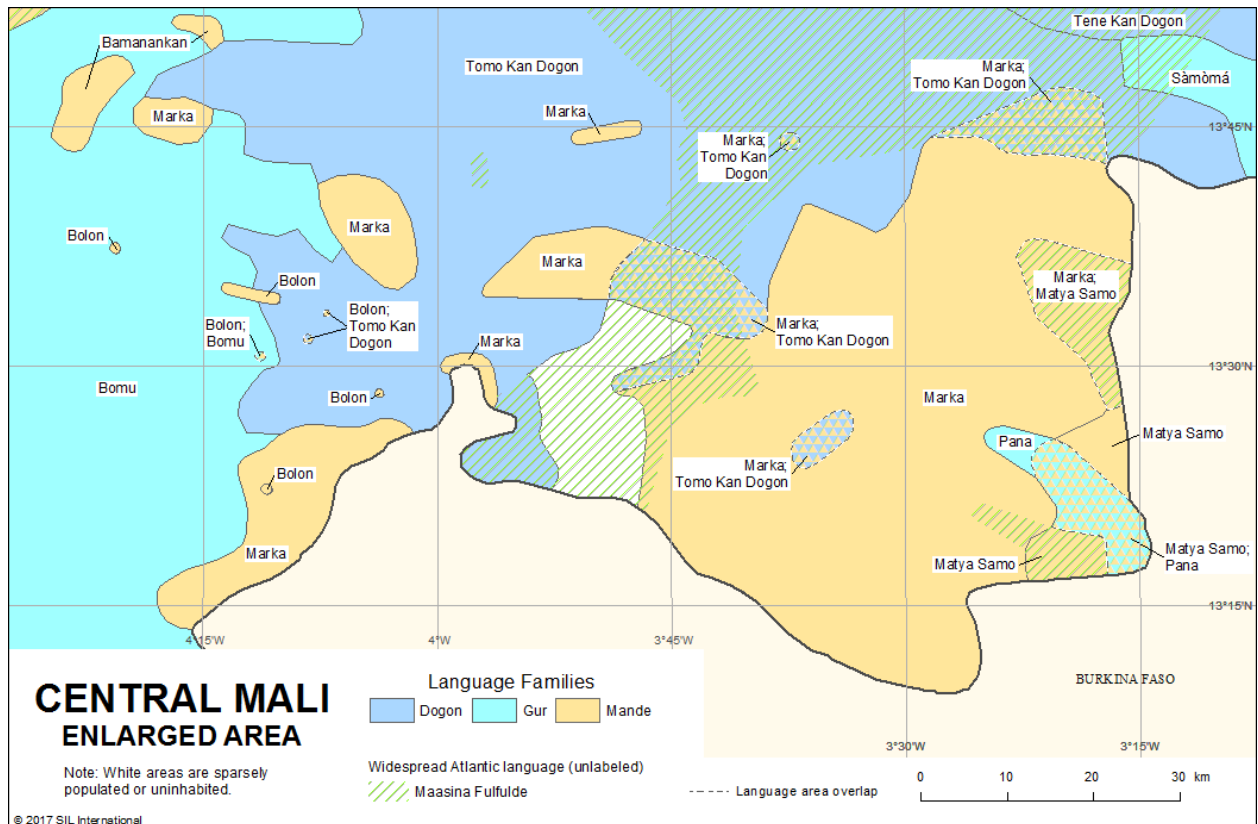 Tene Kan Dogon
Bamanankan
Tomo Kan Dogon
Marka;
Tomo Kan Dogon
Sàmòmá
Marka
Marka
13°45'N
Marka;
Tomo Kan
Dogon
Marka
Bolon
Marka
Bolon
Marka;
Matya Samo
Bolon;
Tomo Kan
Dogon
Bolon;
Bomu
Marka;
Tomo Kan Dogon
Marka
13°30'N
Bomu
Bolon
Marka
Matya Samo
Pana
Marka;
Tomo Kan Dogon
Bolon
Marka
Matya Samo
Matya Samo;
Pana
13°15'N
4°15'W
4°W
3°45'W
CENTRAL MALI
ENLARGED AREA
Note: White areas are sparsely
populated or uninhabited.
Language Families
Dogon
Gur
Mande
Widespread Atlantic language (unlabeled)
Maasina Fulfulde
Language area overlap
BURKINA FASO
3°30'W
3°15'W
0 10 20 30 km
© 2017 SIL International